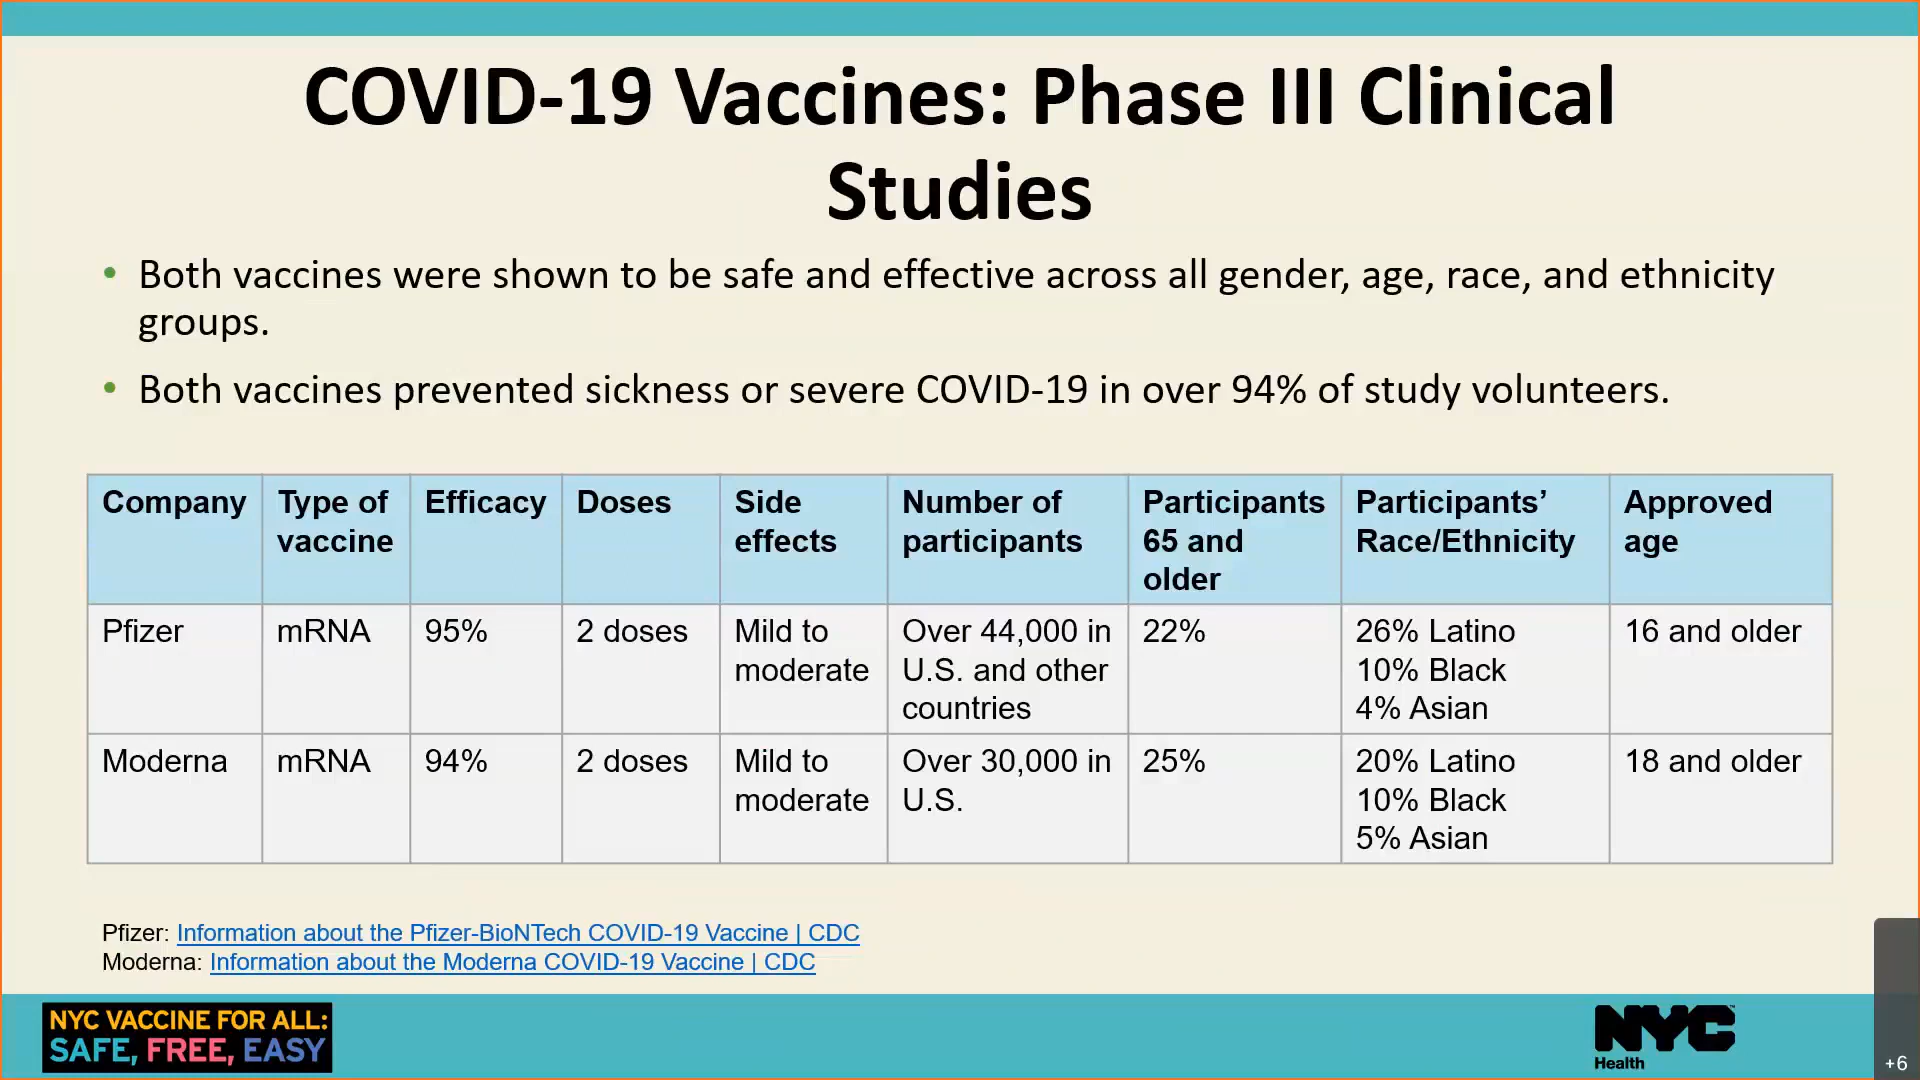 COVID-19 Vaccines: Phase III Clinical
Studies
• Both vaccines were shown to be safe and effective across all gender, age, race, and ethnicity
groups.
• Both vaccines prevented sickness or severe COVID-19 in over 94% of study volunteers.
Company
Type of
vaccine
Efficacy
Doses
Side
effects
Number of
participants
Participants
65 and
older
Participants’
Race/Ethnicity
Approved
age
Pfizer
mRNA
95%
2 doses
Mild to
moderate
Over 44,000 in
U.S. and other
countries
22%
26% Latino
10% Black
4% Asian
16 and older
Moderna
mRNA
94%
2 doses
Mild to
moderate
Over 30,000 in
U.S.
25%
20% Latino
10% Black
5% Asian
18 and older
Pfizer: Information about the Pfizer-BioNTech COVID-19 Vaccine | CDC
Moderna: Information about the Moderna COVID-19 Vaccine | CDC
NYC VACCINE FOR ALL:
SAFE, FREE, EASY
NYC
Health
+6